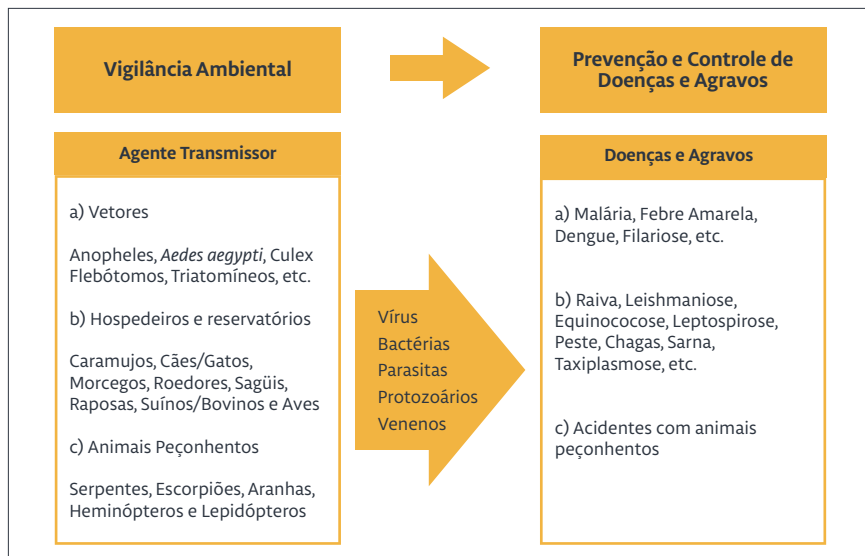 Vigilância Ambiental
Prevenção e Controle de
Doenças e Agravos
Agente Transmissor
a) Vetores
Anopheles, Aedes aegypti, Culex
Flebótomos, Triatomíneos, etc.
b) Hospedeiros e reservatórios
Caramujos, Cães/Gatos,
Morcegos, Roedores, Sagüis,
Raposas, Suínos/Bovinos e Aves
c) Animais Peçonhentos
Serpentes, Escorpiões, Aranhas,
Heminópteros e Lepidópteros
Vírus
Bactérias
Parasitas
Protozoários
Venenos
Doenças e Agravos
a) Malária, Febre Amarela,
Dengue, Filariose, etc.
b) Raiva, Leishmaniose,
Equinococose, Leptospirose,
Peste, Chagas, Sarna,
Taxiplasmose, etc.
c) Acidentes com animais
peçonhentos